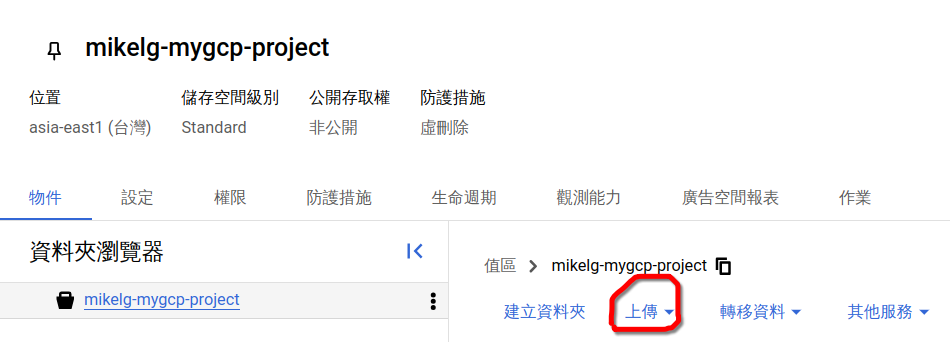 mikelg-mygcp-project
位置 儲存空間級別 公開存取權 防護措施
asia-east1 (台灣) Standard 非公開 虛刪除
物件 設定 權限 防護措施 生命週期 觀測能力 廣告空間報表 作業
資料夾瀏覽器
mikelg-mygcp-project
值區 mikelg-mygcp-project
建立資料夾 上傳 轉移資料 其他服務